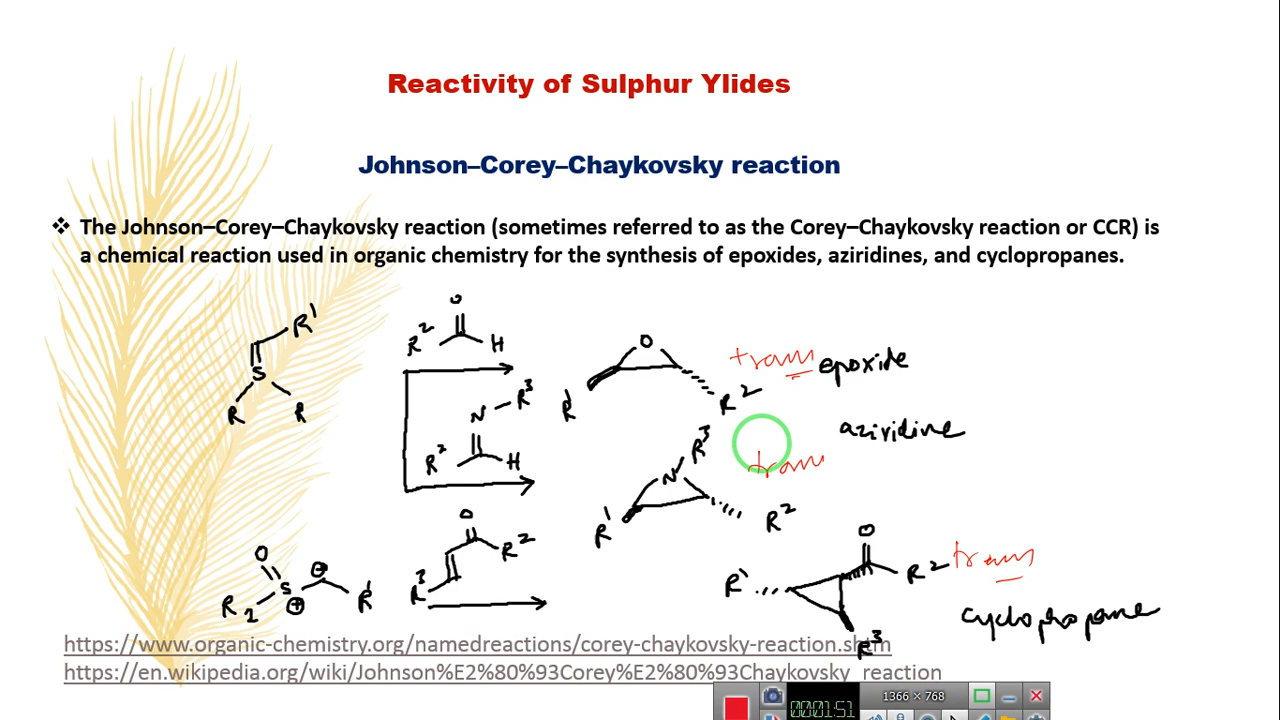 Reactivity of Sulphur Ylides
Johnson–Corey–Chaykovsky reaction
❖ The Johnson–Corey–Chaykovsky reaction (sometimes referred to as the Corey–Chaykovsky reaction or CCR) is
a chemical reaction used in organic chemistry for the synthesis of epoxides, aziridines, and cyclopropanes.
R¹
S
R R
O
R² H
N R³
R² H
O
R¹ R²
trans epoxide
aziridine
trans
R³
N
R¹ R²
O
S
⊖
⊕
R₂ R¹
O
R²
R³
O
R¹ R² trans
R³
cyclopropane
https://www.organic-chemistry.org/namedreactions/corey-chaykovsky-reaction.shtm
https://en.wikipedia.org/wiki/Johnson%E2%80%93Corey%E2%80%93Chaykovsky_reaction
1366 × 768
00:01:51